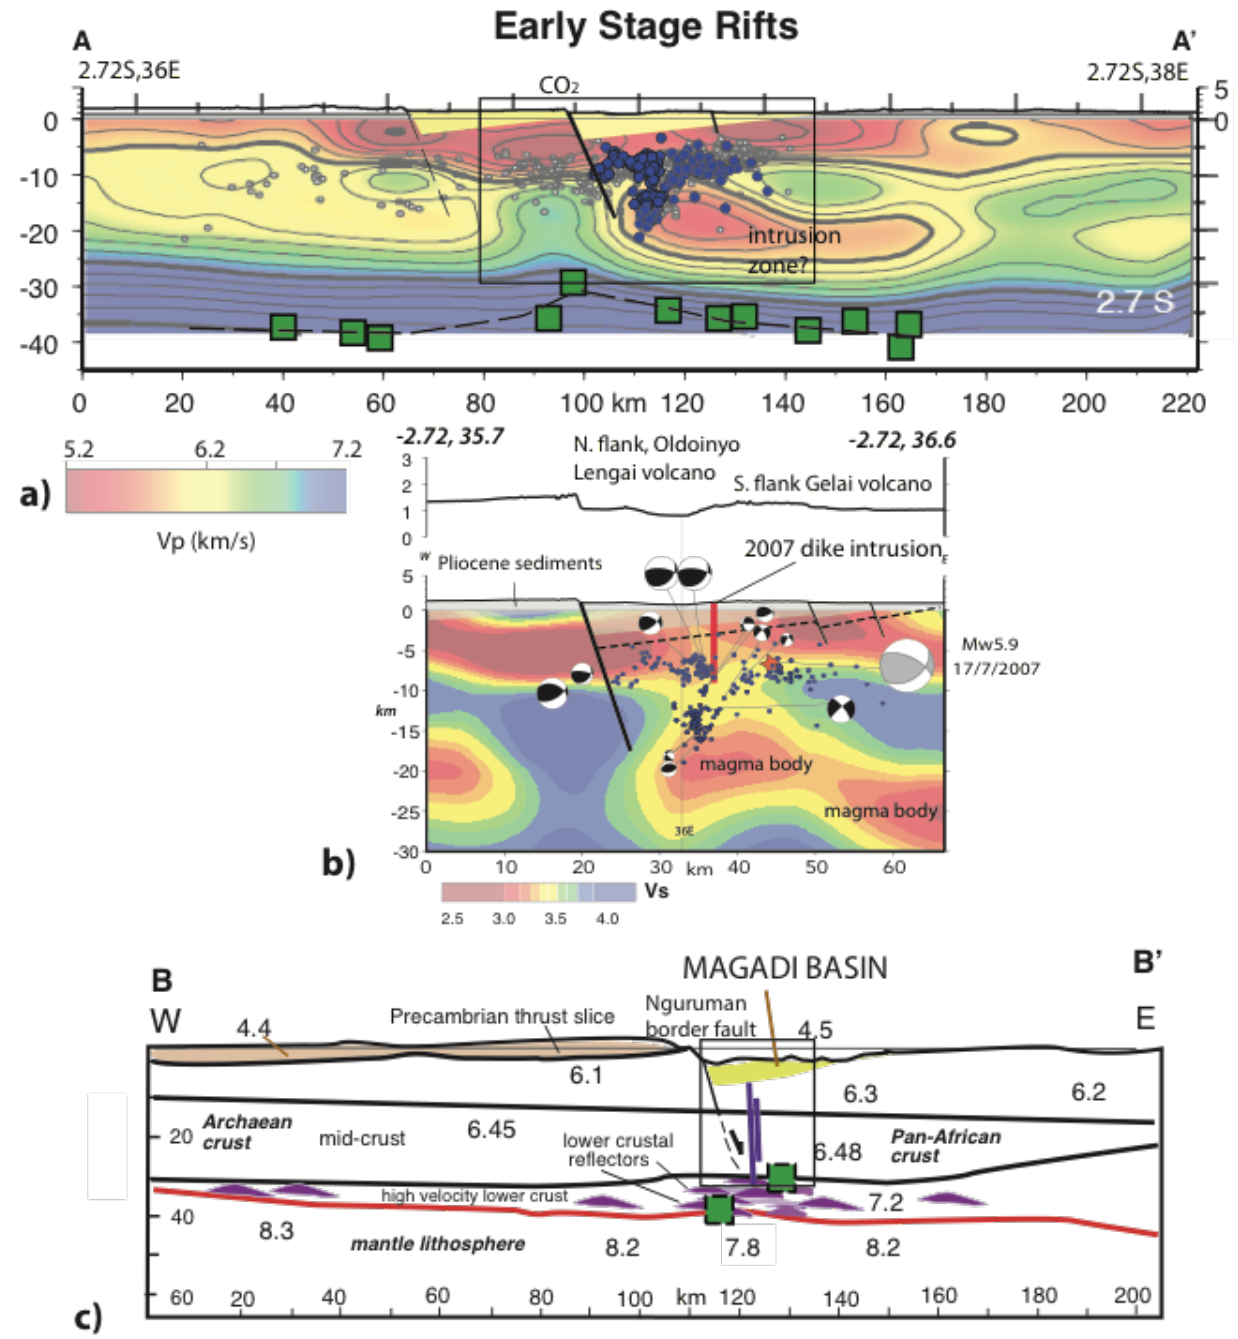 Early Stage Rifts
A
A'
2.72S,36E
CO2
2.72S,38E
5
0
0
-10
-20
-30
-40
intrusion
zone?
2.7 S
0 20 40 60 80 100 km 120 140 160 180 200 220
5.2 6.2 7.2
a)
Vp (km/s)
-2.72, 35.7
N. flank, Oldoinyo
Lengai volcano
-2.72, 36.6
S. flank Gelai volcano
3
2
1
0
2007 dike intrusion
W
E
Pliocene sediments
5
0
-5
-10
km
-15
-20
-25
-30
Mw5.9
17/7/2007
magma body
magma body
36E
b)
0 10 20 30 km 40 50 60
Vs
2.5 3.0 3.5 4.0
B
B'
MAGADI BASIN
W
E
4.4
Precambrian thrust slice
Nguruman
border fault
4.5
6.1
6.3
6.2
Archaean
crust
mid-crust
6.45
20
lower crustal
reflectors
6.48
Pan-African
crust
high velocity lower crust
7.2
40
8.3
mantle lithosphere
8.2
7.8
8.2
60 20 40 60 80 100 km 120 140 160 180 200
c)